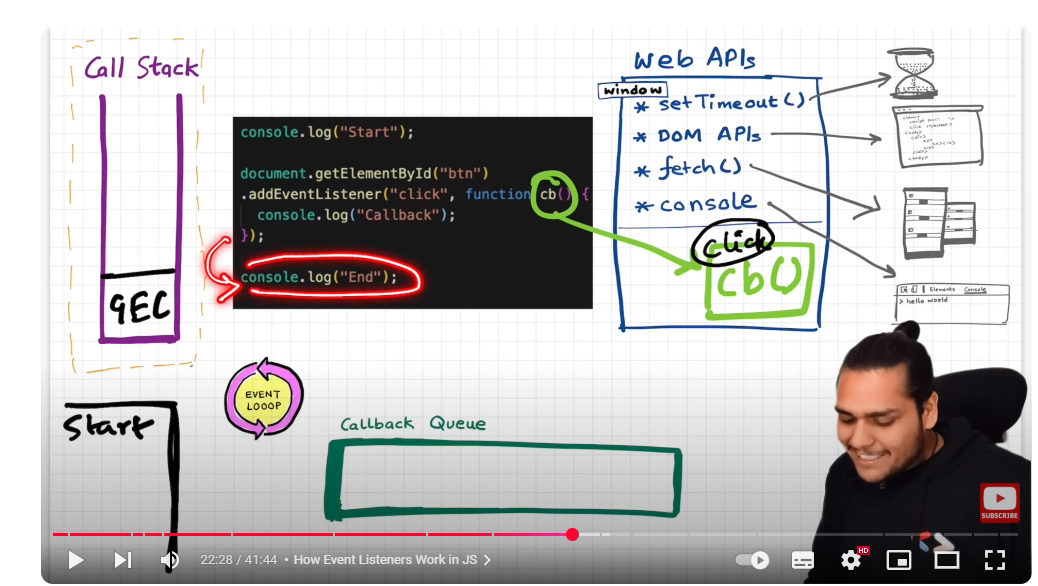 Call Stack
GEC
console.log("Start");
document.getElementById("btn")
.addEventListener("click", function cb() {
console.log("Callback");
});
console.log("End");
Web APIs
window
* setTimeout()
* DOM APIs
* fetch()
* console
click
cb()
Elements Console
> hello world
Start
EVENT
LOOOP
Callback Queue
SUBSCRIBE
22:28 / 41:44 • How Event Listeners Work in JS >
HD